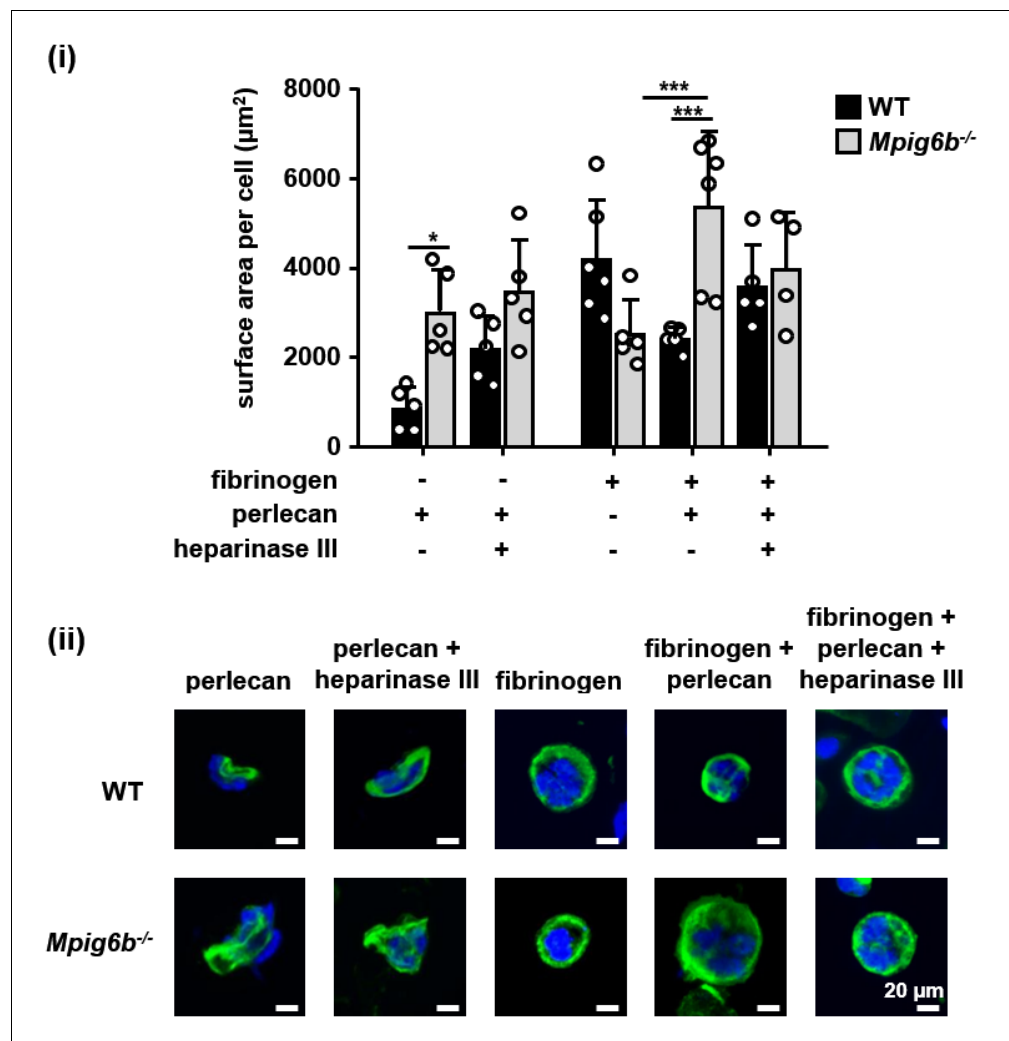 (i)
surface area per cell (µm²)
8000
6000
4000
2000
0
*
***
***
WT
Mpig6b-/-
fibrinogen - - + + +
perlecan + + - + +
heparinase III - + - - +
(ii)
perlecan
perlecan +
heparinase III
fibrinogen
fibrinogen +
perlecan
fibrinogen +
perlecan +
heparinase III
WT
Mpig6b-/-
20 µm